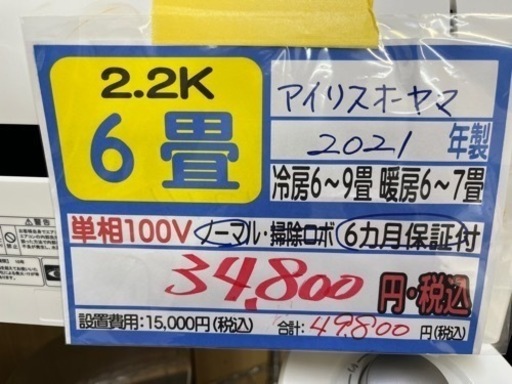 2.2K
6畳
アイリスオーヤマ
2021 年製
冷房6～9畳 暖房6～7畳
単相100V ノーマル・掃除ロボ 6カ月保証付
34,800 円・税込
設置費用:15,000円(税込) 合計:49,800 円(税込)
警告